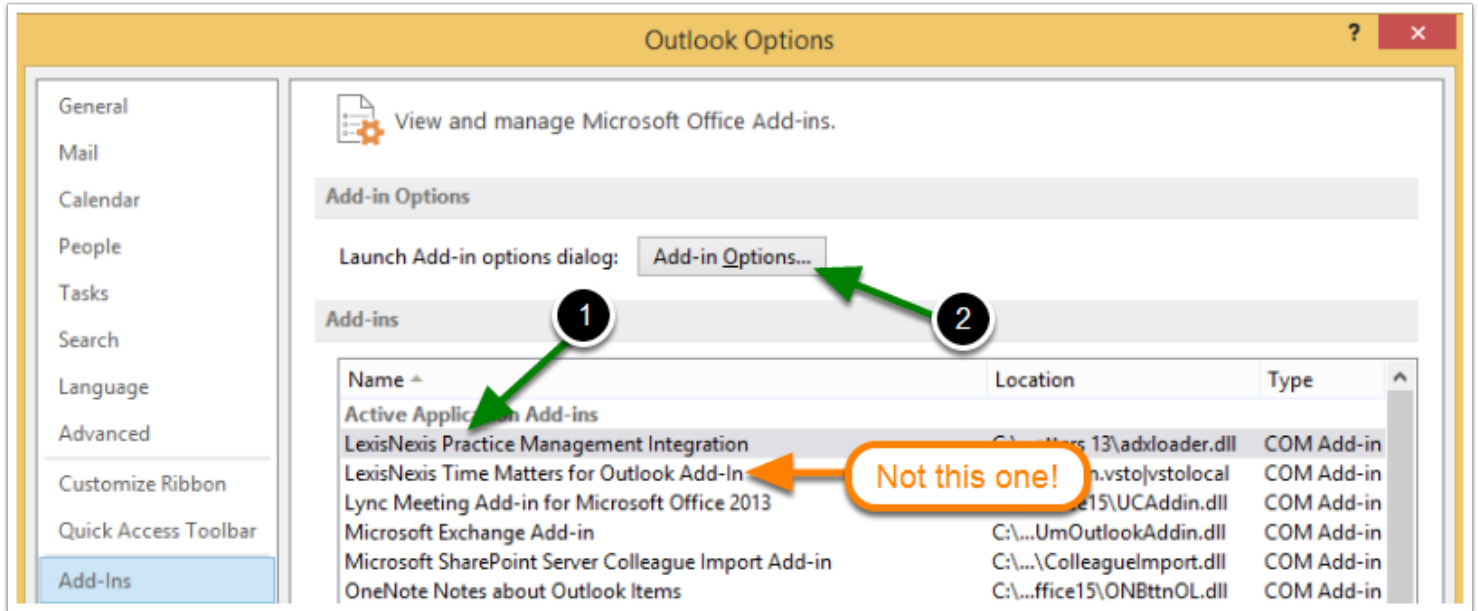 Outlook Options
?
General
Mail
Calendar
People
Tasks
Search
Language
Advanced
Customize Ribbon
Quick Access Toolbar
Add-Ins
View and manage Microsoft Office Add-ins.
Add-in Options
Launch Add-in options dialog: Add-in Options...
1
2
Add-ins
Name Location Type
Active Add-ins
LexisNexis Practice Management Integration 13\adxloader.dll COM Add-in
LexisNexis Time Matters for Outlook Add-In Not this one! n.vsto|vstolocal COM Add-in
Lync Meeting Add-in for Microsoft Office 2013 e15\UCAddin.dll COM Add-in
Microsoft Exchange Add-in C:\...UmOutlookAddin.dll COM Add-in
Microsoft SharePoint Server Colleague Import Add-in C:\...\ColleagueImport.dll COM Add-in
OneNote Notes about Outlook Items C:\...ffice15\ONBttnOL.dll COM Add-in